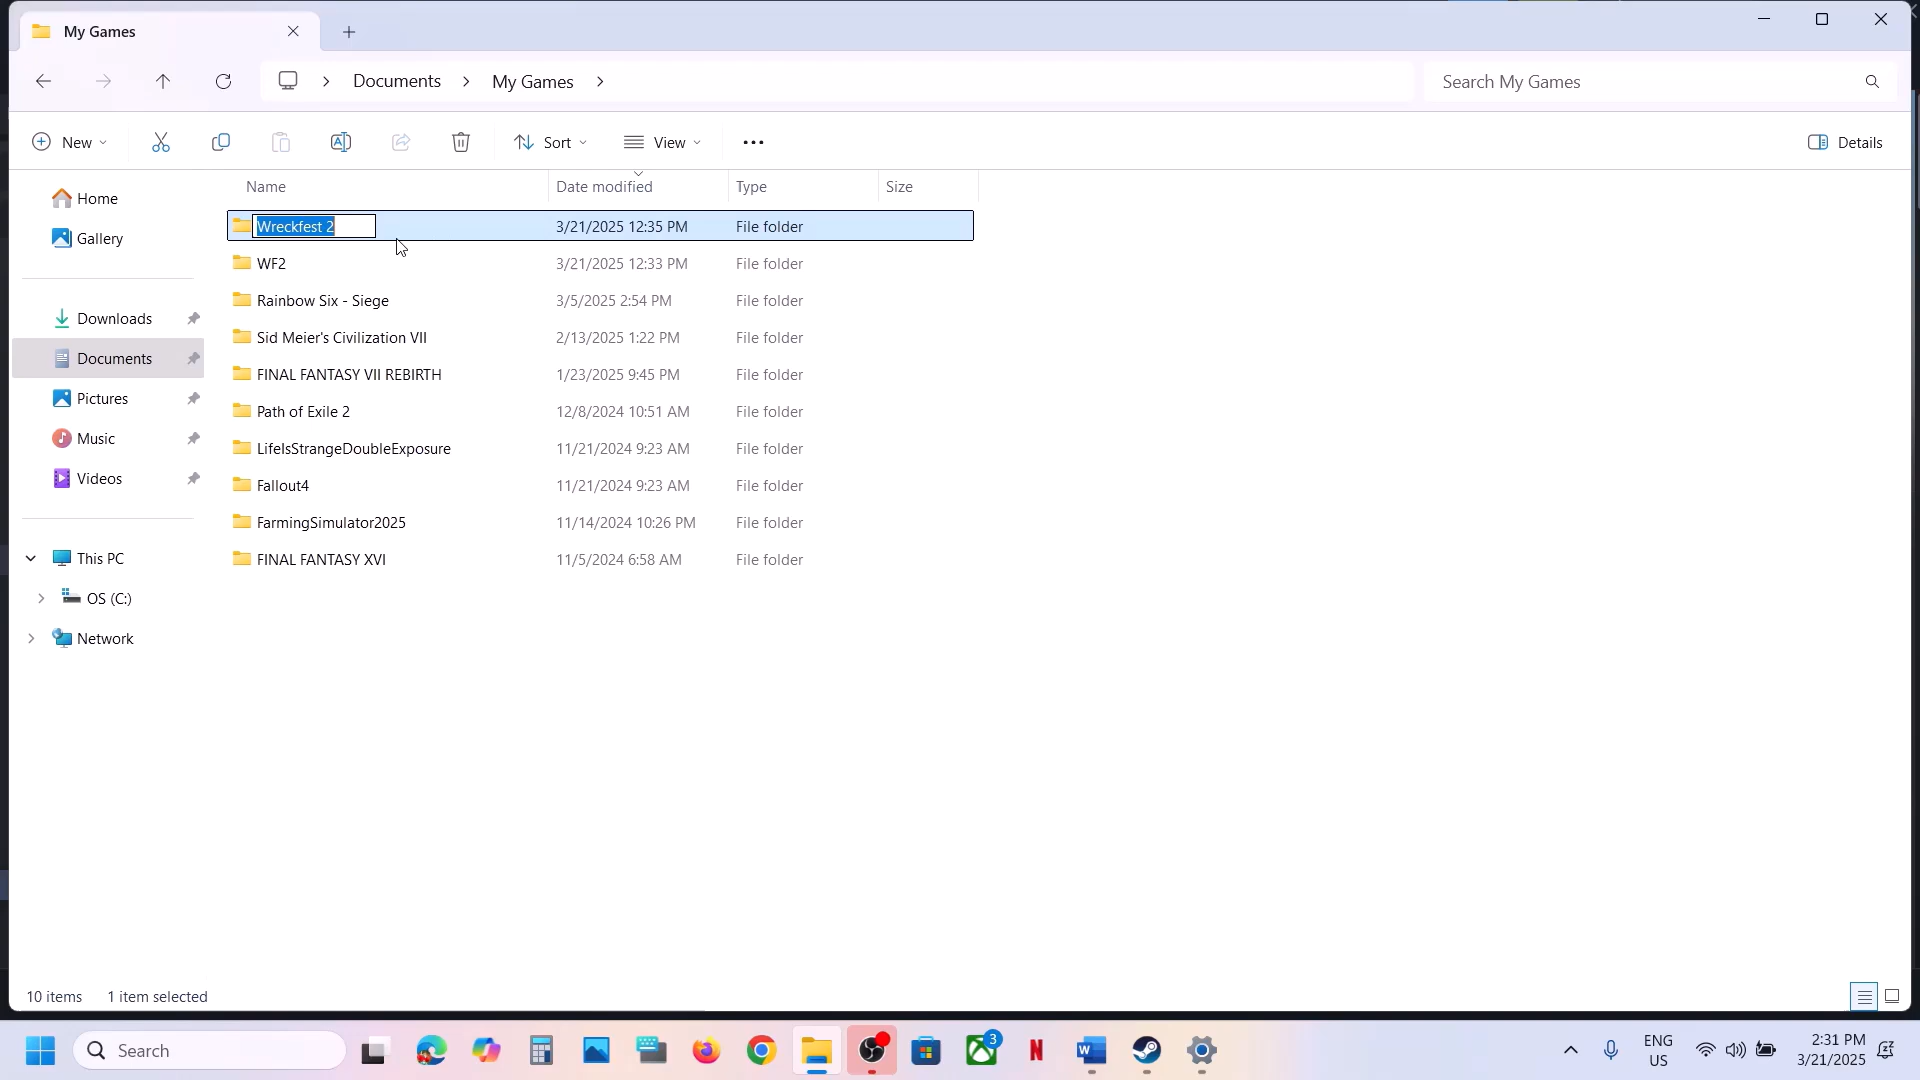 My Games
Documents
My Games
Search My Games
New
Sort
View
Details
Name
Date modified
Type
Size
Wreckfest 2 3/21/2025 12:35 PM File folder
WF2 3/21/2025 12:33 PM File folder
Rainbow Six - Siege 3/5/2025 2:54 PM File folder
Sid Meier's Civilization VII 2/13/2025 1:22 PM File folder
FINAL FANTASY VII REBIRTH 1/23/2025 9:45 PM File folder
Path of Exile 2 12/8/2024 10:51 AM File folder
LifeIsStrangeDoubleExposure 11/21/2024 9:23 AM File folder
Fallout4 11/21/2024 9:23 AM File folder
FarmingSimulator2025 11/14/2024 10:26 PM File folder
FINAL FANTASY XVI 11/5/2024 6:58 AM File folder
Home
Gallery
Downloads
Documents
Pictures
Music
Videos
This PC
OS (C:)
Network
10 items 1 item selected
Search
3
ENG
US
2:31 PM
3/21/2025